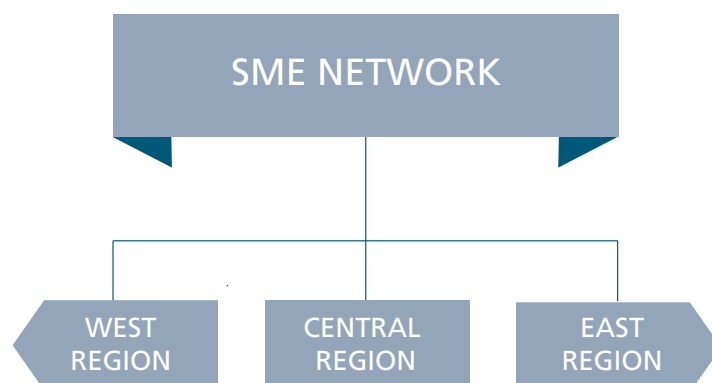 SME NETWORK
WEST
REGION
CENTRAL
REGION
EAST
REGION